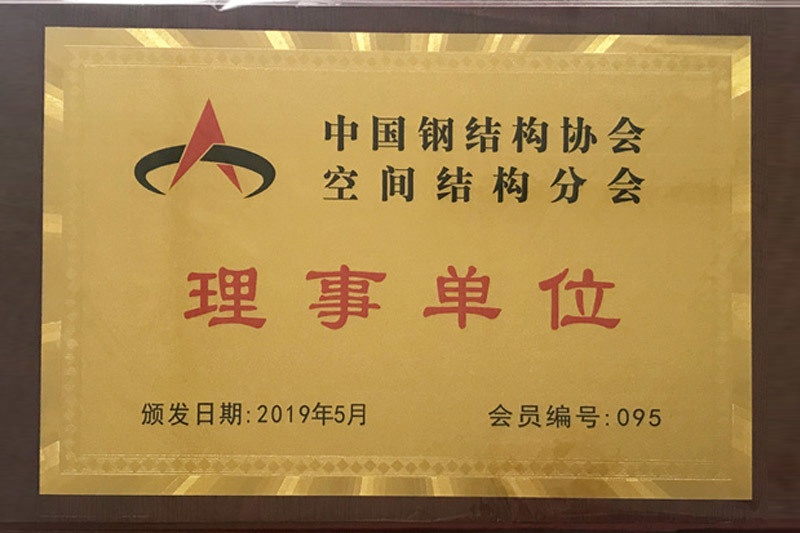 中国钢结构协会
空间结构分会
理事单位
颁发日期:2019年5月
会员编号:095